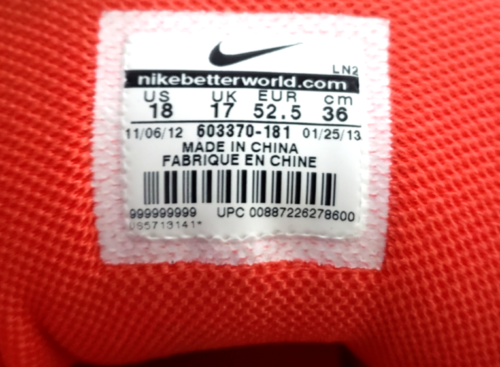 LN2
nikebetterworld.com
US UK EUR cm
18 17 52.5 36
11/06/12 603370-181 01/25/13
MADE IN CHINA
FABRIQUE EN CHINE
999999999 UPC 00887226278600
095713141*